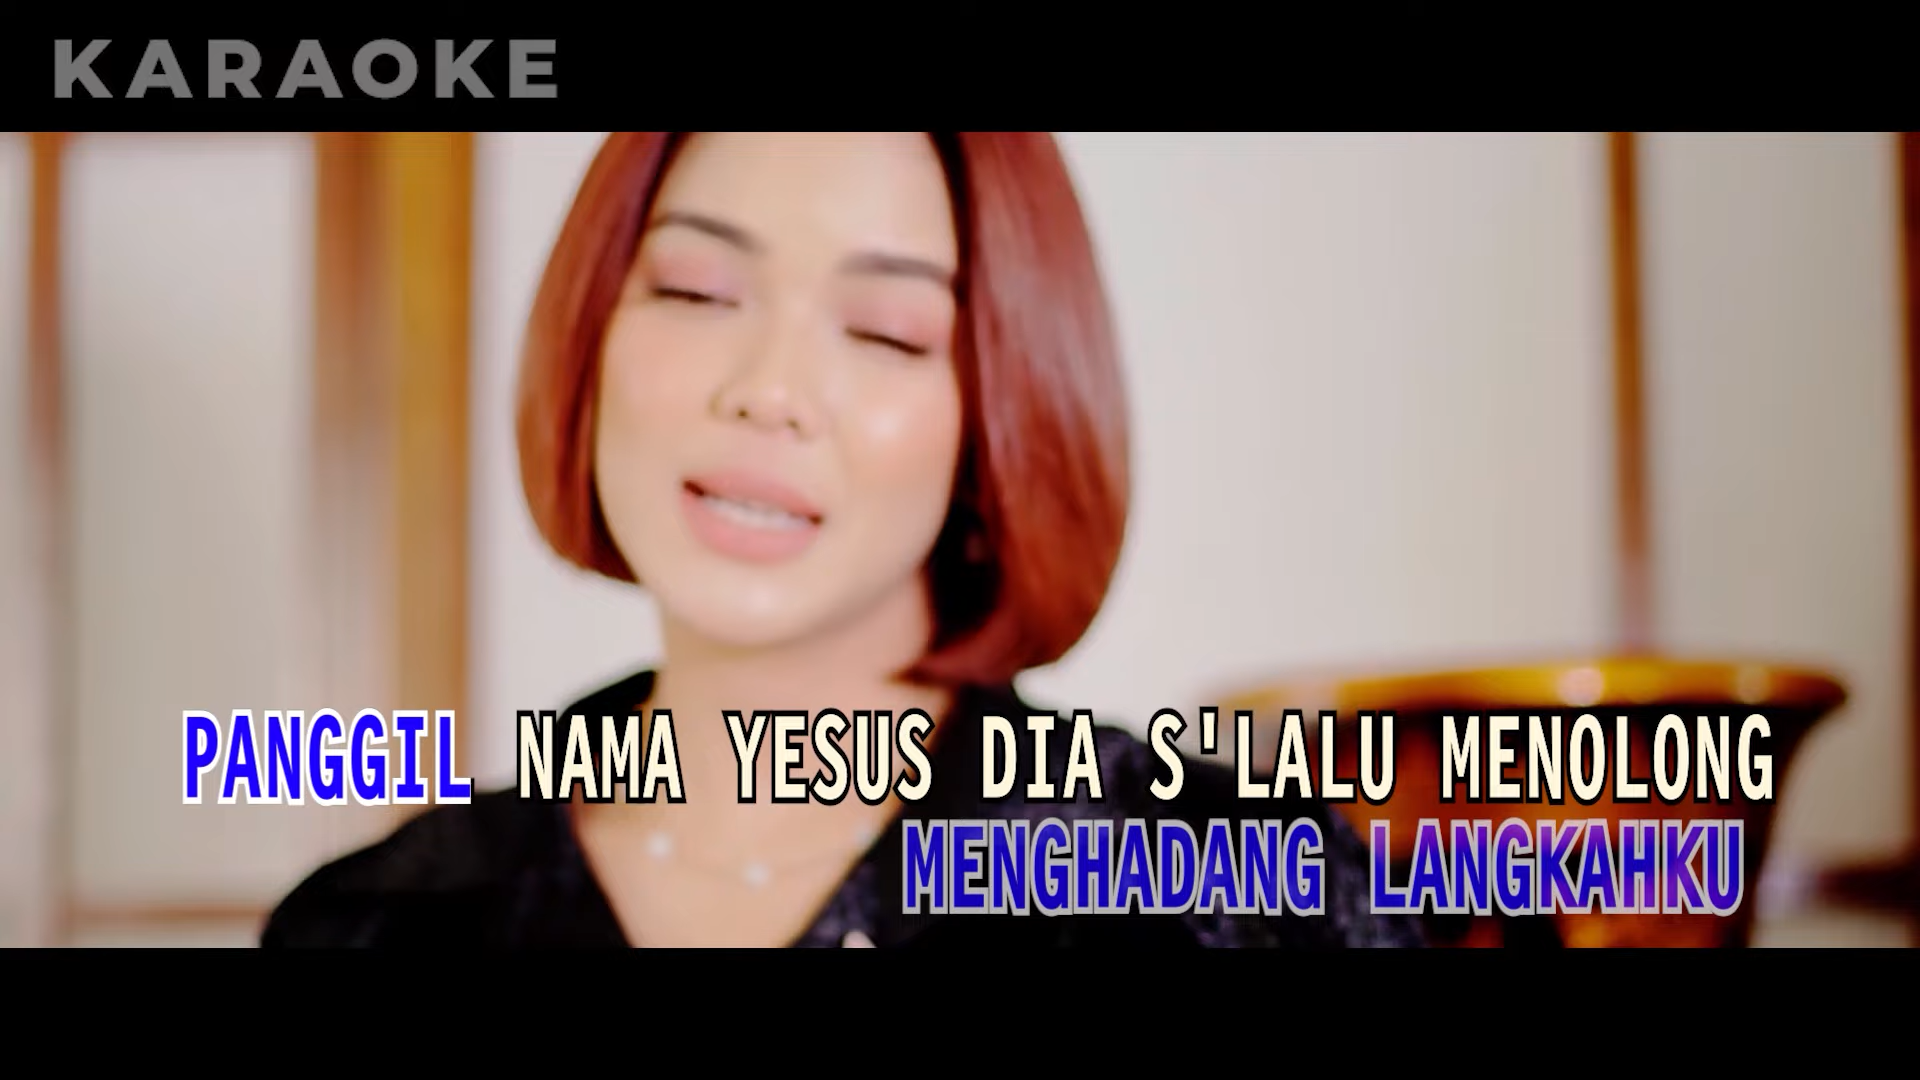 KARAOKE
PANGGIL NAMA YESUS DIA S'LALU MENOLONG
MENGHADANG LANGKAHKU